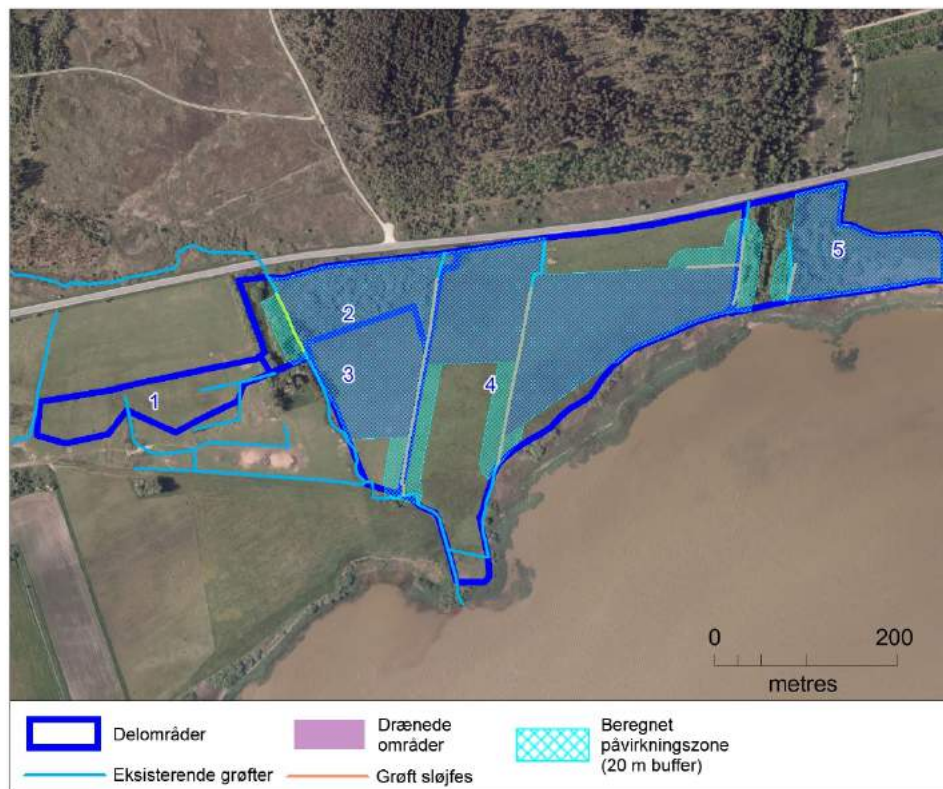 5
2
3
4
1
0 200
metres
Delområder
Drænede
områder
Beregnet
påvirkningszone
(20 m buffer)
Eksisterende grøfter
Grøft sløjfes